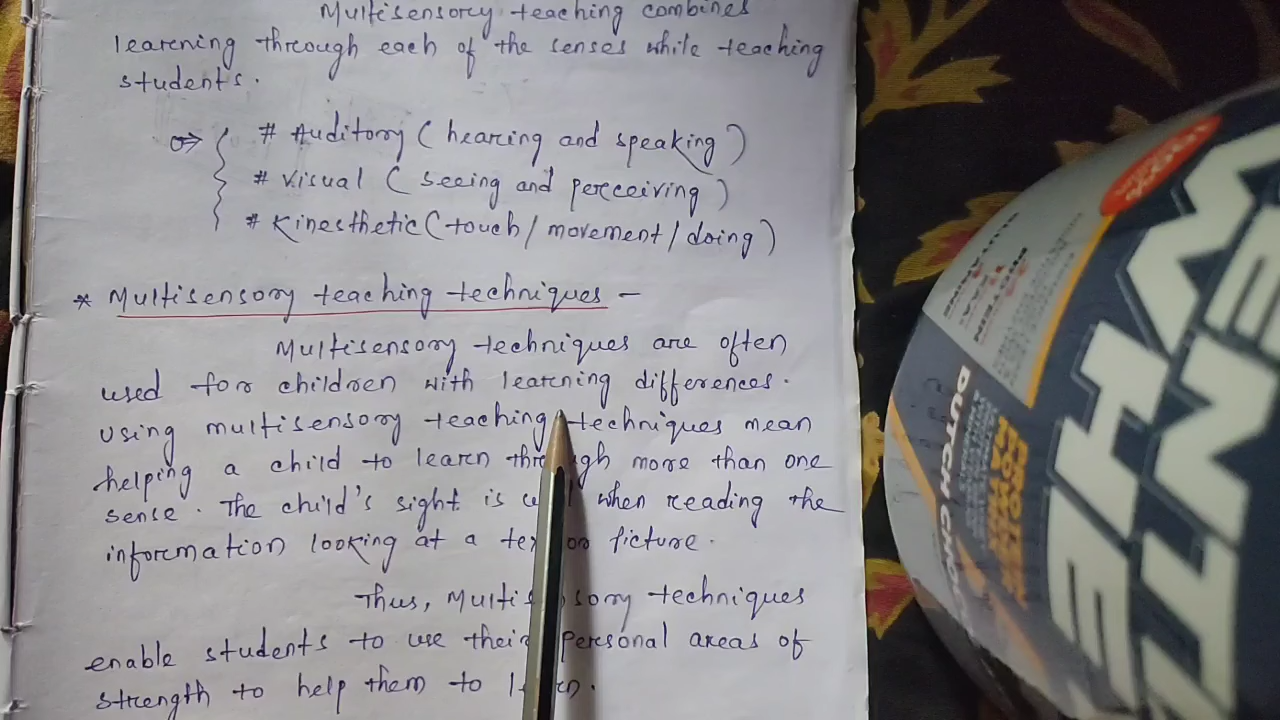 Multisensory teaching combines
learning through each of the senses while teaching
students.
⇒ { # Auditory (hearing and speaking)
# Visual ( seeing and perceiving )
# Kinesthetic (touch / movement / doing )
* Multisensory teaching techniques –
Multisensory techniques are often
used for children with learning differences.
Using multisensory teaching techniques mean
helping a child to learn through more than one
sense. The child's sight is when reading the
information looking at a or picture.
Thus, Multisensory techniques
enable students to use their personal areas of
strength to help them to learn.
WHE
PROTEIN
DUTCH